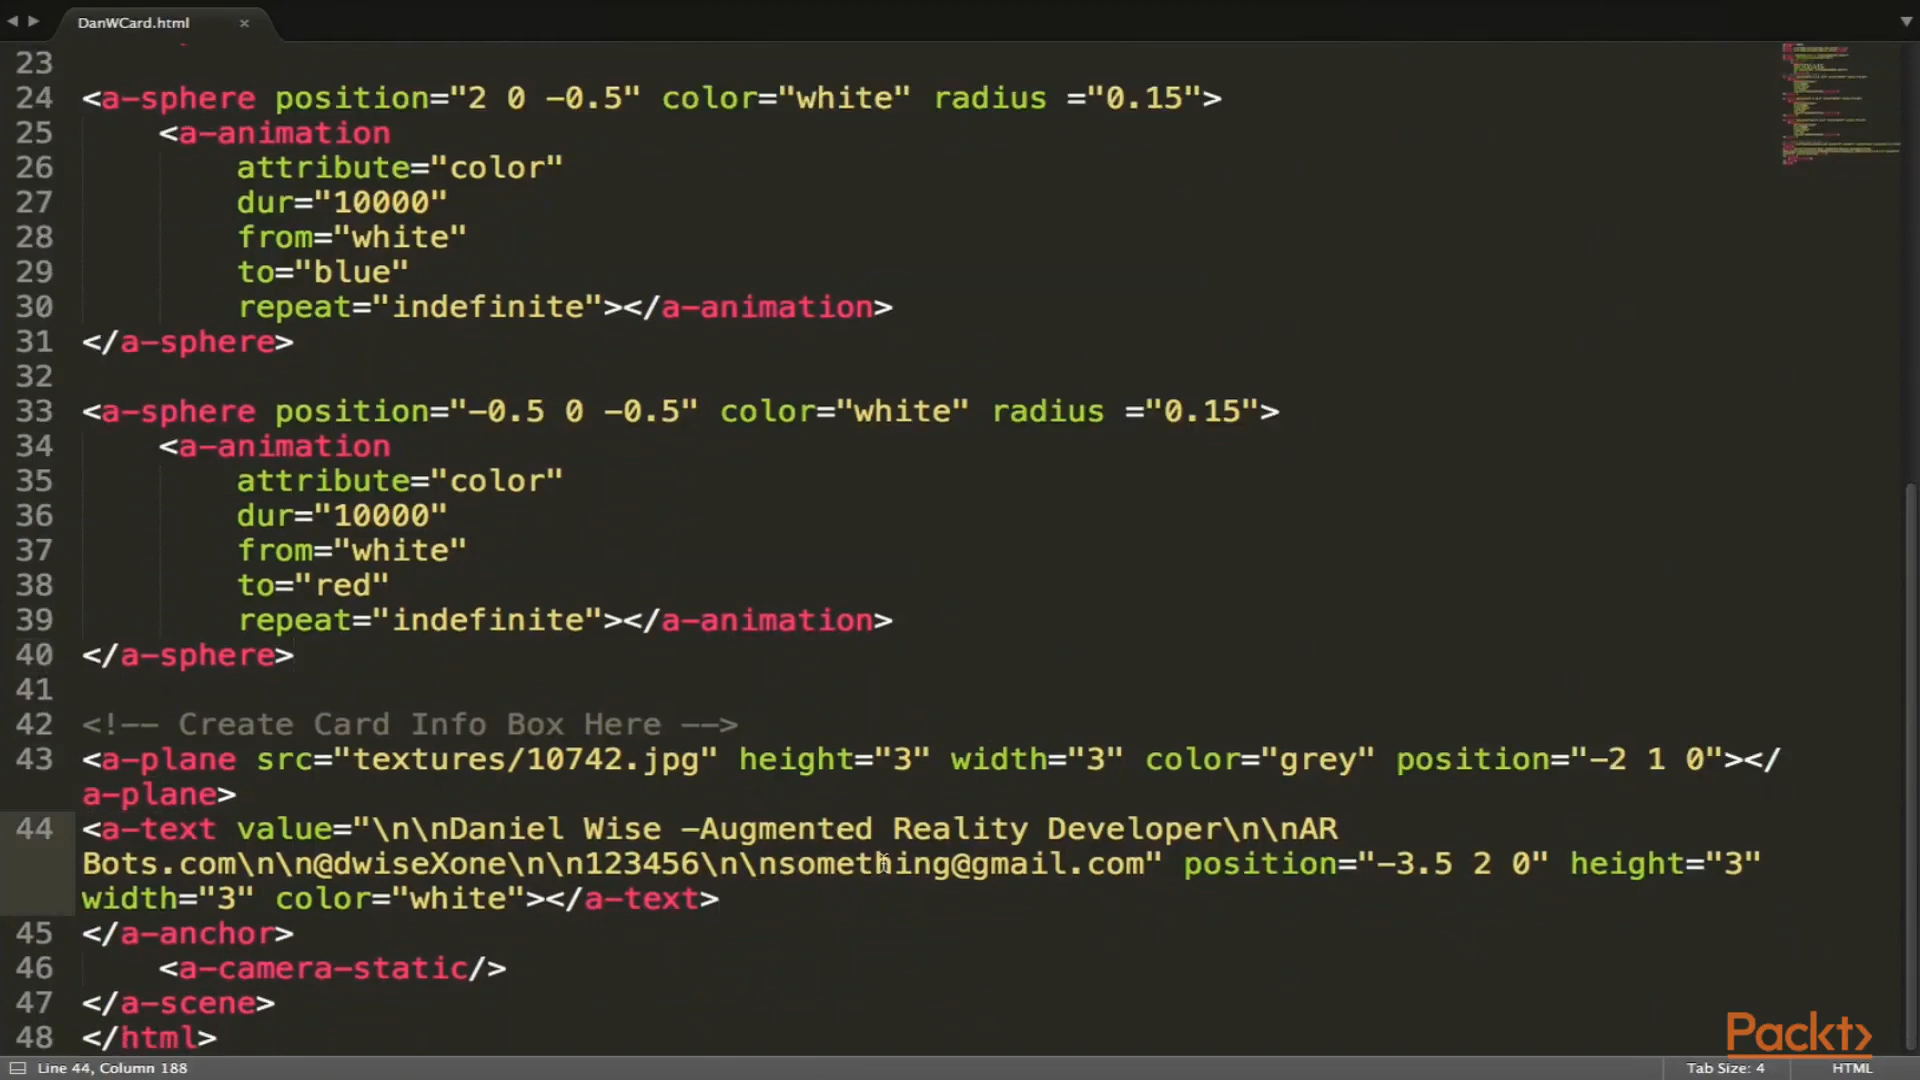 DanWCard.html
23
24 <a-sphere position="2 0 -0.5" color="white" radius ="0.15">
25 <a-animation
26 attribute="color"
27 dur="10000"
28 from="white"
29 to="blue"
30 repeat="indefinite"></a-animation>
31 </a-sphere>
32
33 <a-sphere position="-0.5 0 -0.5" color="white" radius ="0.15">
34 <a-animation
35 attribute="color"
36 dur="10000"
37 from="white"
38 to="red"
39 repeat="indefinite"></a-animation>
40 </a-sphere>
41
42 <!-- Create Card Info Box Here -->
43 <a-plane src="textures/10742.jpg" height="3" width="3" color="grey" position="-2 1 0"></
a-plane>
44 <a-text value="\n\nDaniel Wise -Augmented Reality Developer\n\nAR
Bots.com\n\n@dwiseXone\n\n123456\n\nsomething@gmail.com" position="-3.5 2 0" height="3"
width="3" color="white"></a-text>
45 </a-anchor>
46 <a-camera-static/>
47 </a-scene>
48 </html>
Packt>
Line 44, Column 188
Tab Size: 4
HTML